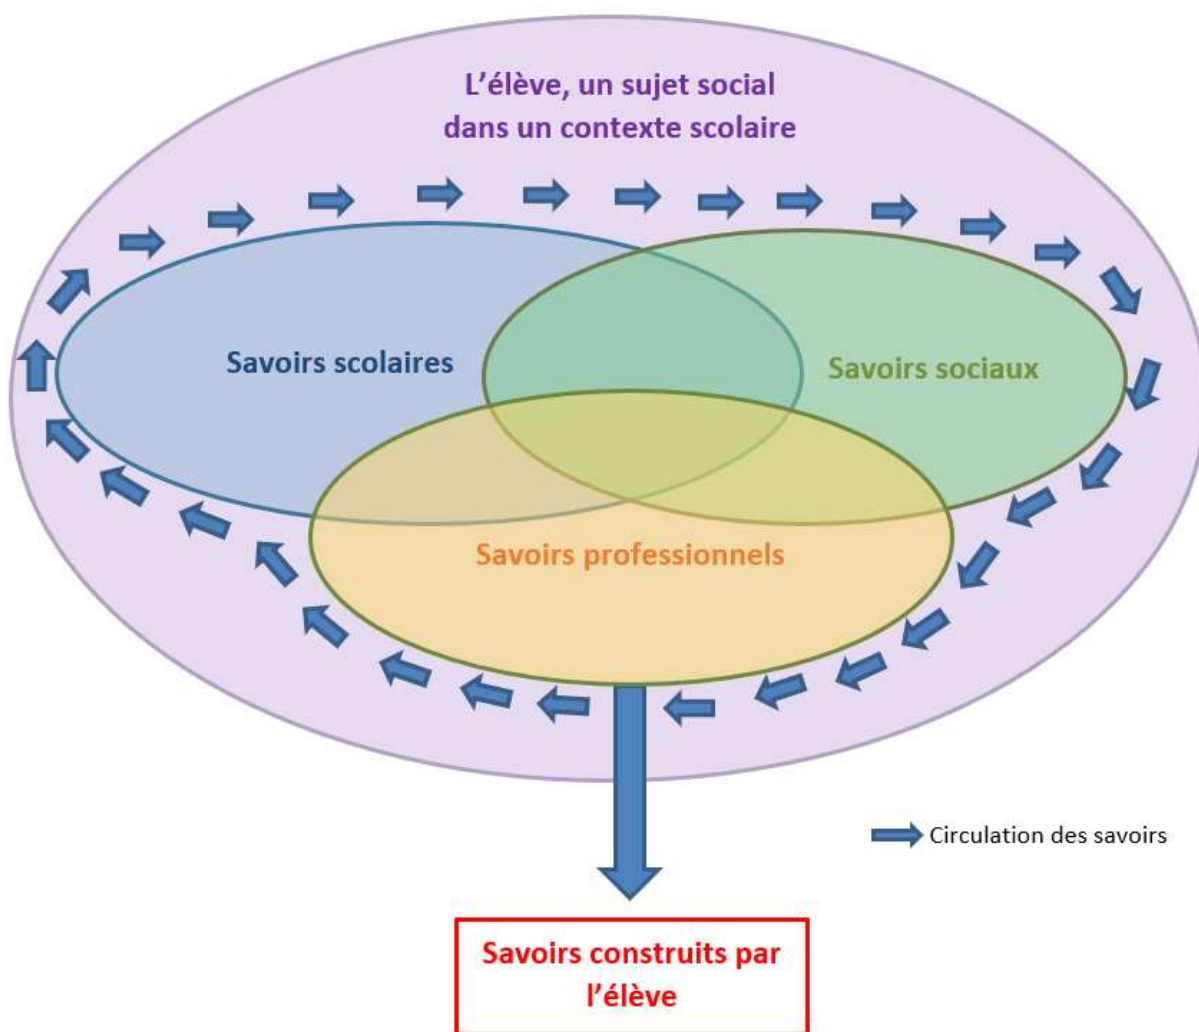 L’élève, un sujet social
dans un contexte scolaire
Savoirs scolaires
Savoirs sociaux
Savoirs professionnels
Circulation des savoirs
Savoirs construits par
l’élève